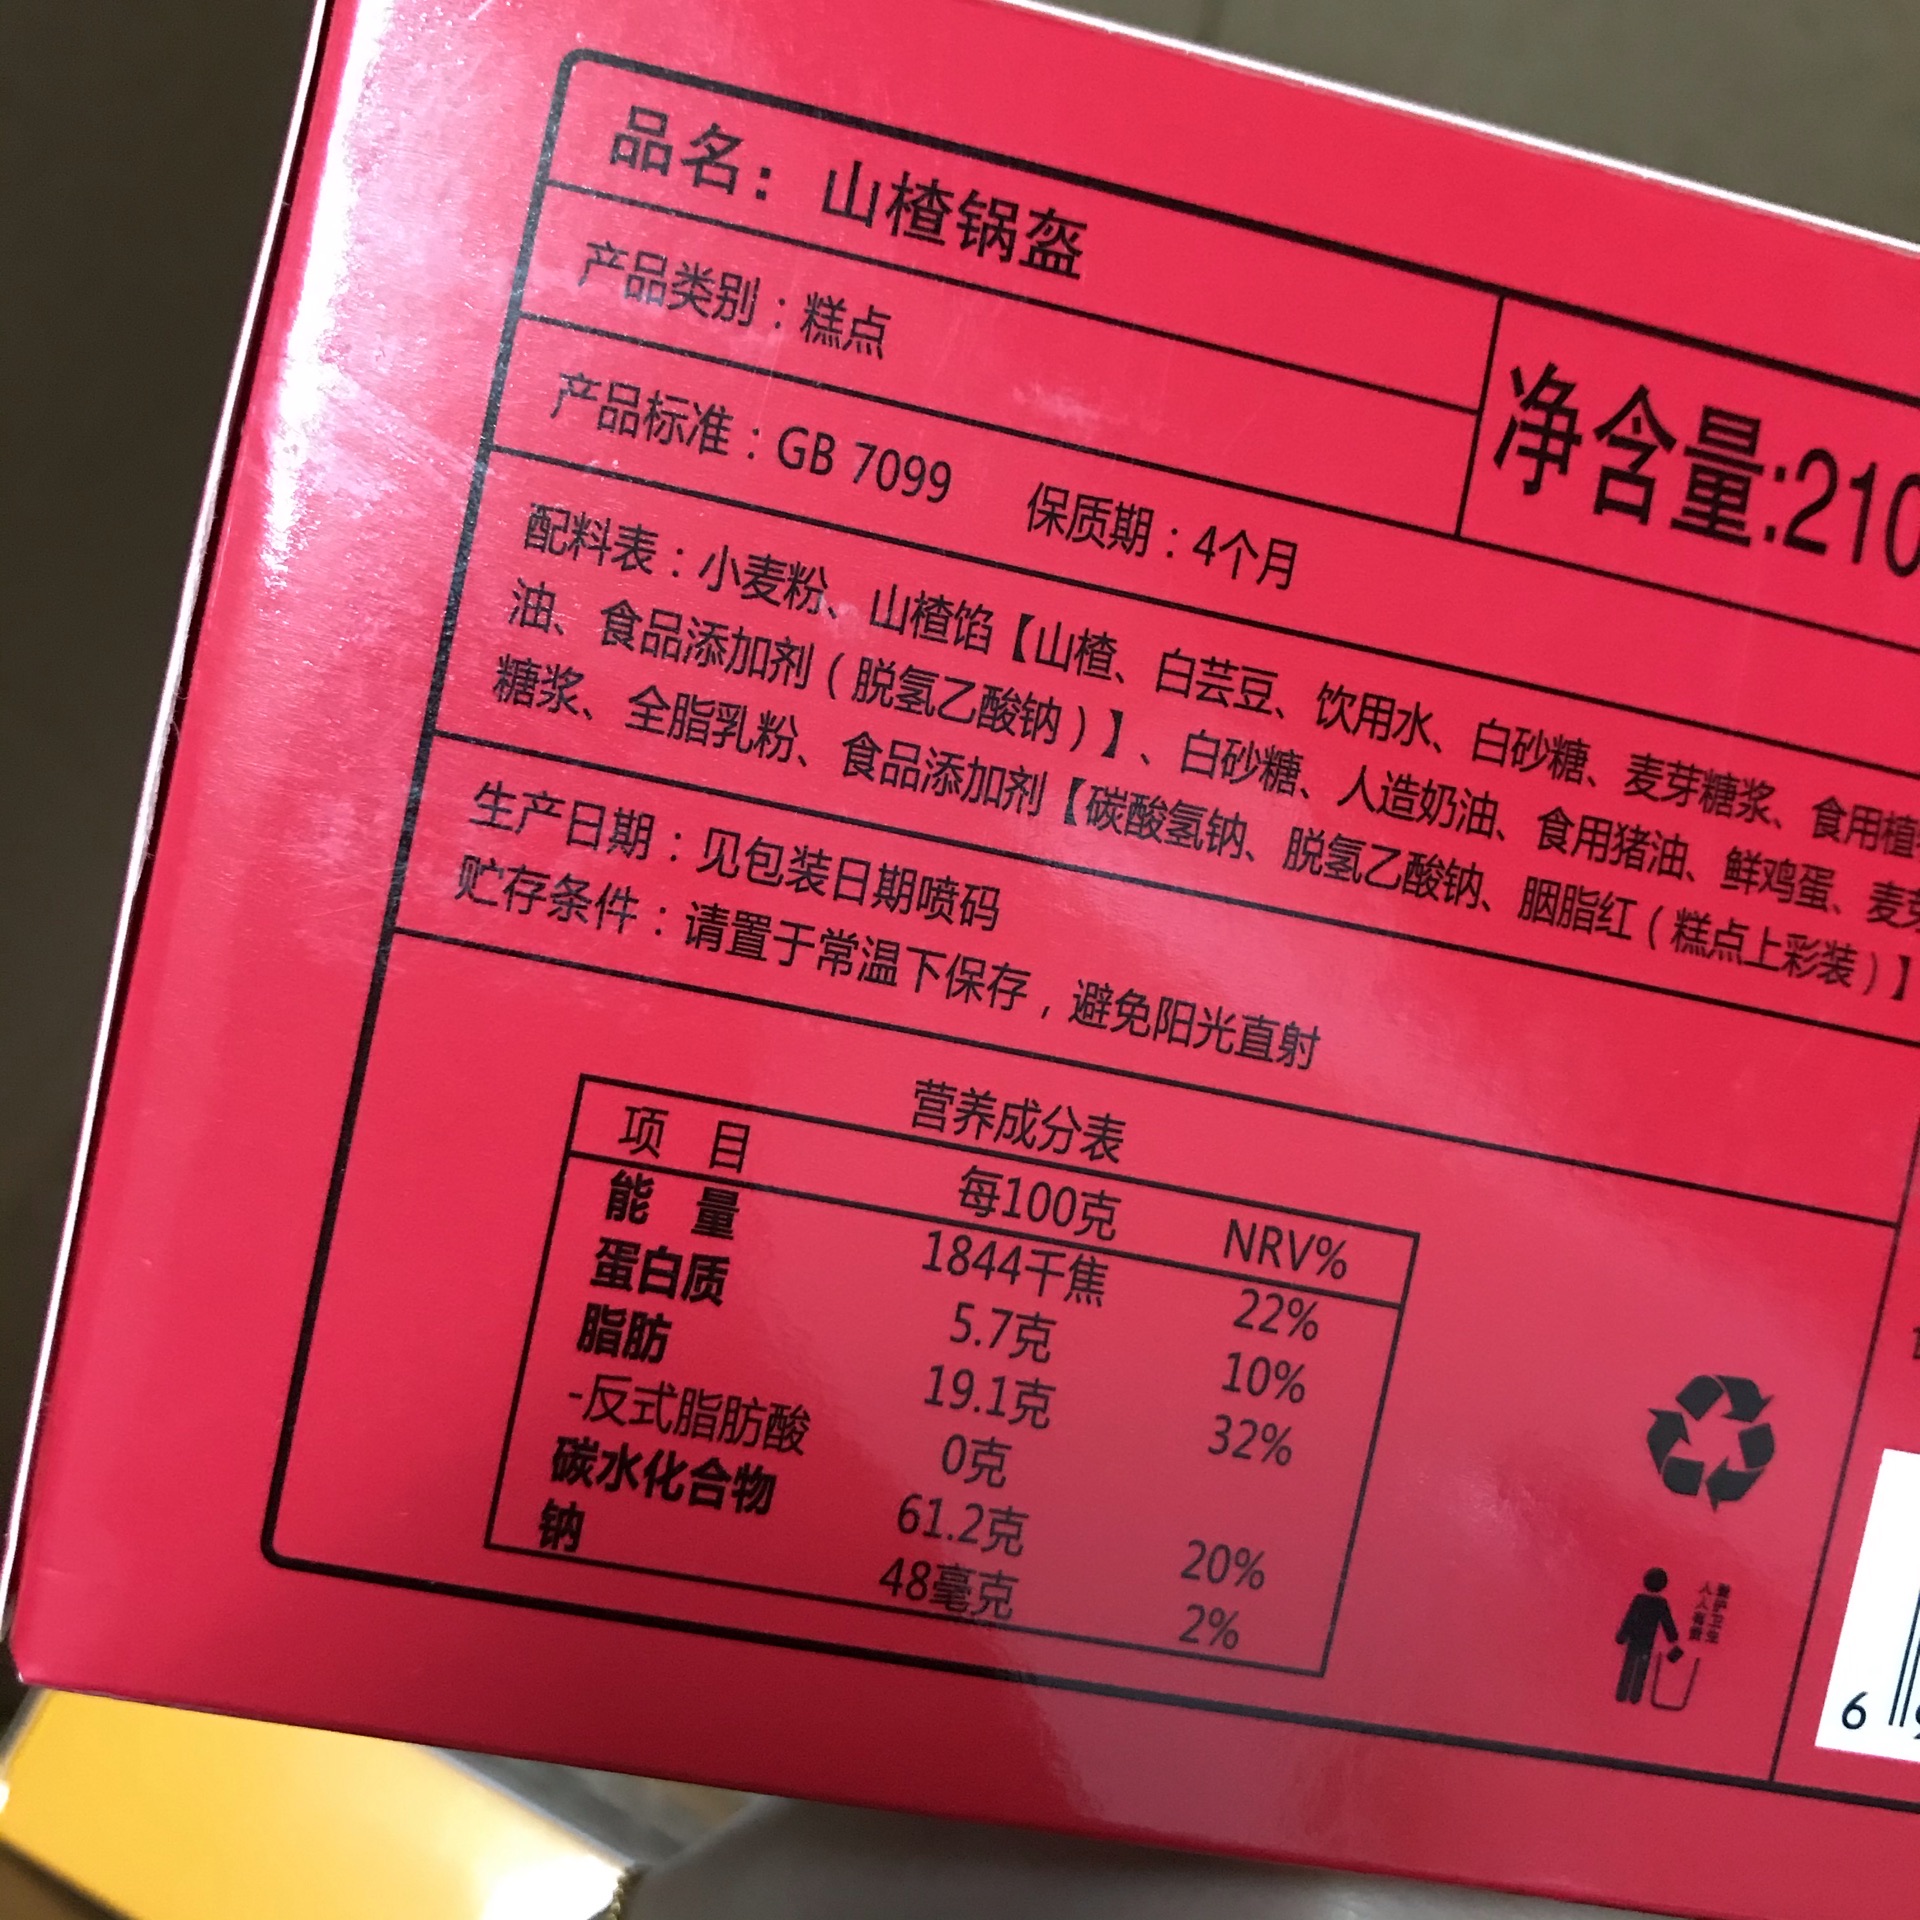 品名：山楂锅盔
产品类别：糕点
产品标准：GB 7099 保质期：4个月
净含量:210
配料表：小麦粉、山楂馅【山楂、白芸豆、饮用水、白砂糖、麦芽糖浆、食用植
油、食品添加剂（脱氢乙酸钠）】、白砂糖、人造奶油、食用猪油、鲜鸡蛋、麦芽
糖浆、全脂乳粉、食品添加剂【碳酸氢钠、脱氢乙酸钠、胭脂红（糕点上彩装）】
生产日期：见包装日期喷码
贮存条件：请置于常温下保存，避免阳光直射
营养成分表
项 目 每100克 NRV%
能 量 1844千焦 22%
蛋白质 5.7克 10%
脂肪 19.1克 32%
-反式脂肪酸 0克
碳水化合物 61.2克 20%
钠 48毫克 2%
6